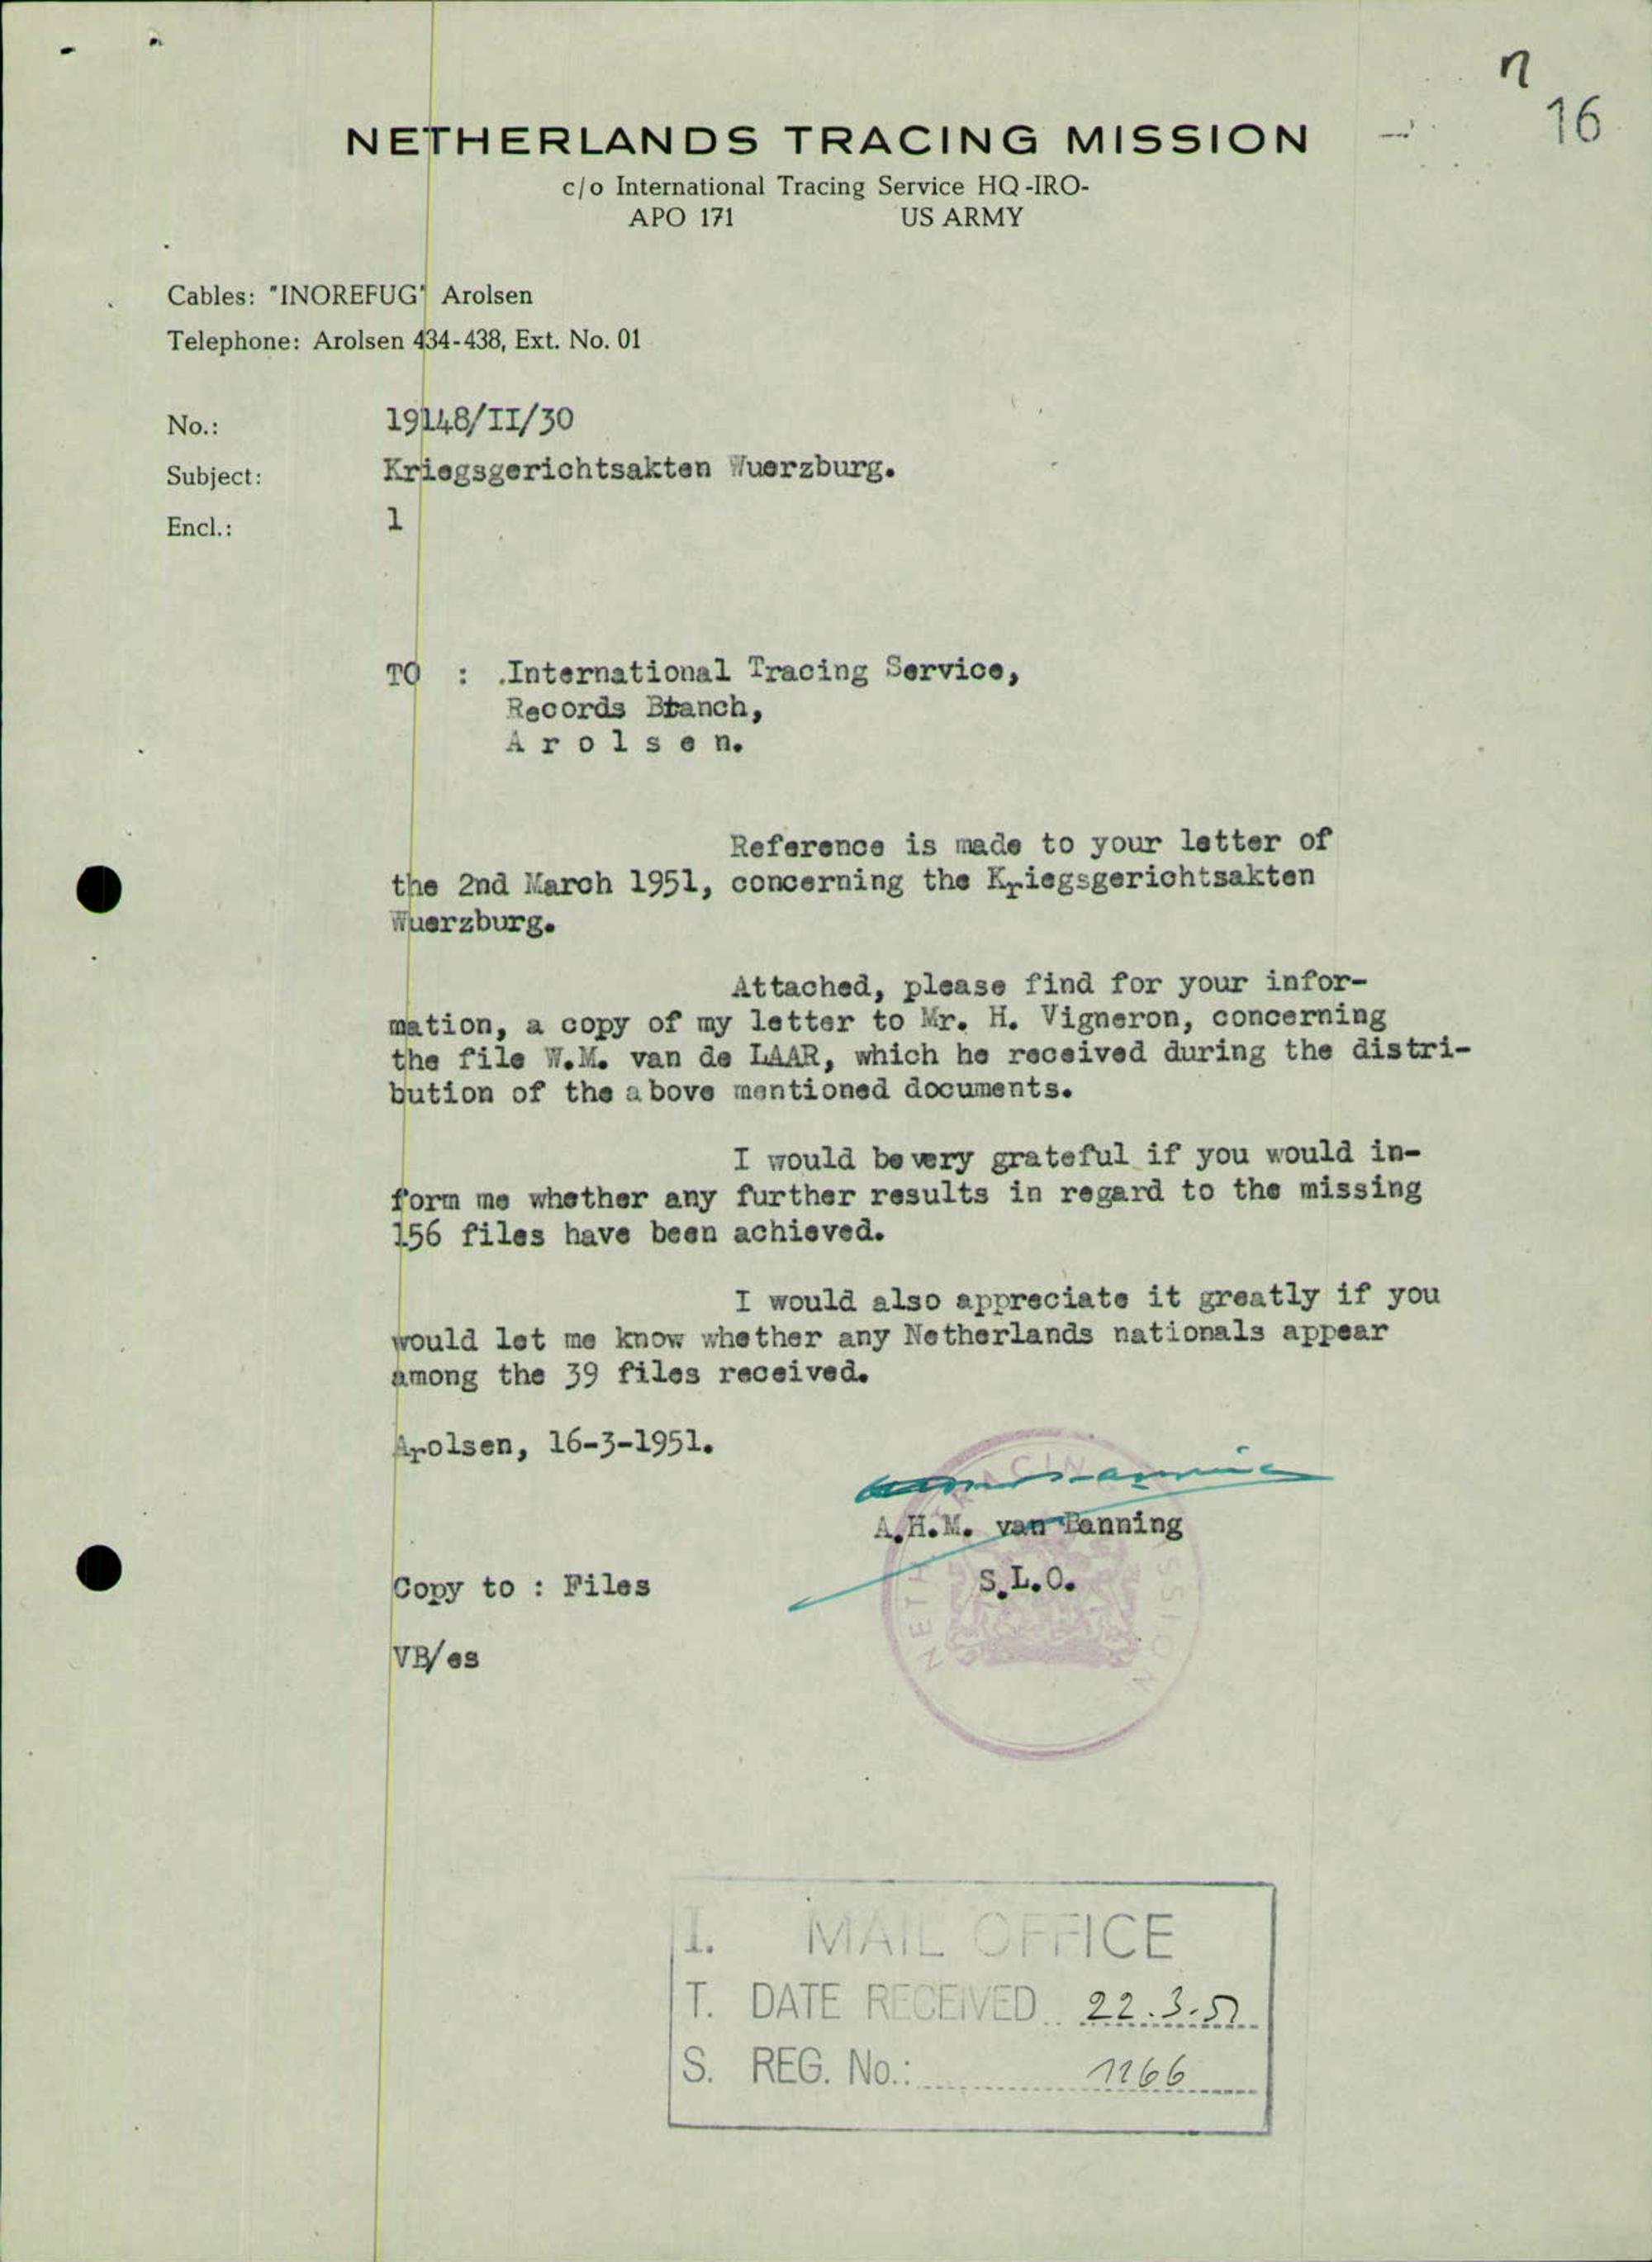 n
16
NETHERLANDS TRACING MISSION
c/o International Tracing Service HQ -IRO-
APO 171 US ARMY
Cables: "INOREFUG" Arolsen
Telephone: Arolsen 434-438, Ext. No. 01
No.: 19148/II/30
Subject: Kriegsgerichtsakten Wuerzburg.
Encl.: 1
TO : .International Tracing Service,
Records Btanch,
A r o l s e n.
Reference is made to your letter of
the 2nd March 1951, concerning the Kriegsgerichtsakten
Wuerzburg.
Attached, please find for your infor-
mation, a copy of my letter to Mr. H. Vigneron, concerning
the file W.M. van de LAAR, which he received during the distri-
bution of the above mentioned documents.
I would be very grateful if you would in-
form me whether any further results in regard to the missing
156 files have been achieved.
I would also appreciate it greatly if you
would let me know whether any Netherlands nationals appear
among the 39 files received.
Arolsen, 16-3-1951.
A.H.M. van Banning
S.L.O.
Copy to : Files
VB/es
I. MAIL OFFICE
T. DATE RECEIVED 22.3.51
S. REG. No.: 1266